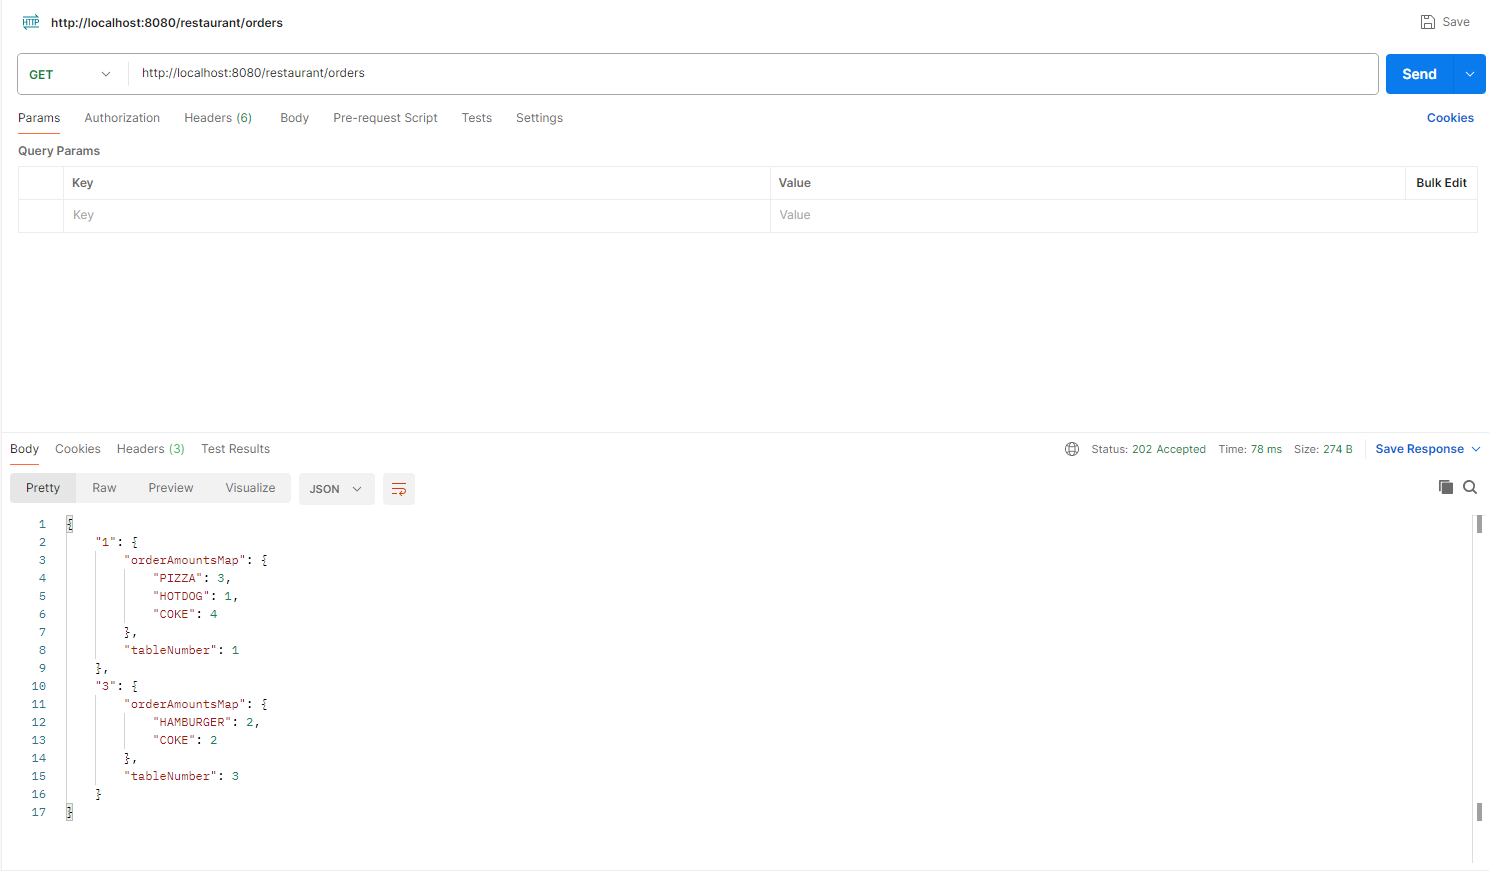 HTTP http://localhost:8080/restaurant/orders Save
GET http://localhost:8080/restaurant/orders Send
Params Authorization Headers (6) Body Pre-request Script Tests Settings Cookies
Query Params
Key Value Bulk Edit
Key Value
Body Cookies Headers (3) Test Results Status: 202 Accepted Time: 78 ms Size: 274 B Save Response
Pretty Raw Preview Visualize JSON
1 {
2 "1": {
3 "orderAmountsMap": {
4 "PIZZA": 3,
5 "HOTDOG": 1,
6 "COKE": 4
7 },
8 "tableNumber": 1
9 },
10 "3": {
11 "orderAmountsMap": {
12 "HAMBURGER": 2,
13 "COKE": 2
14 },
15 "tableNumber": 3
16 }
17 }